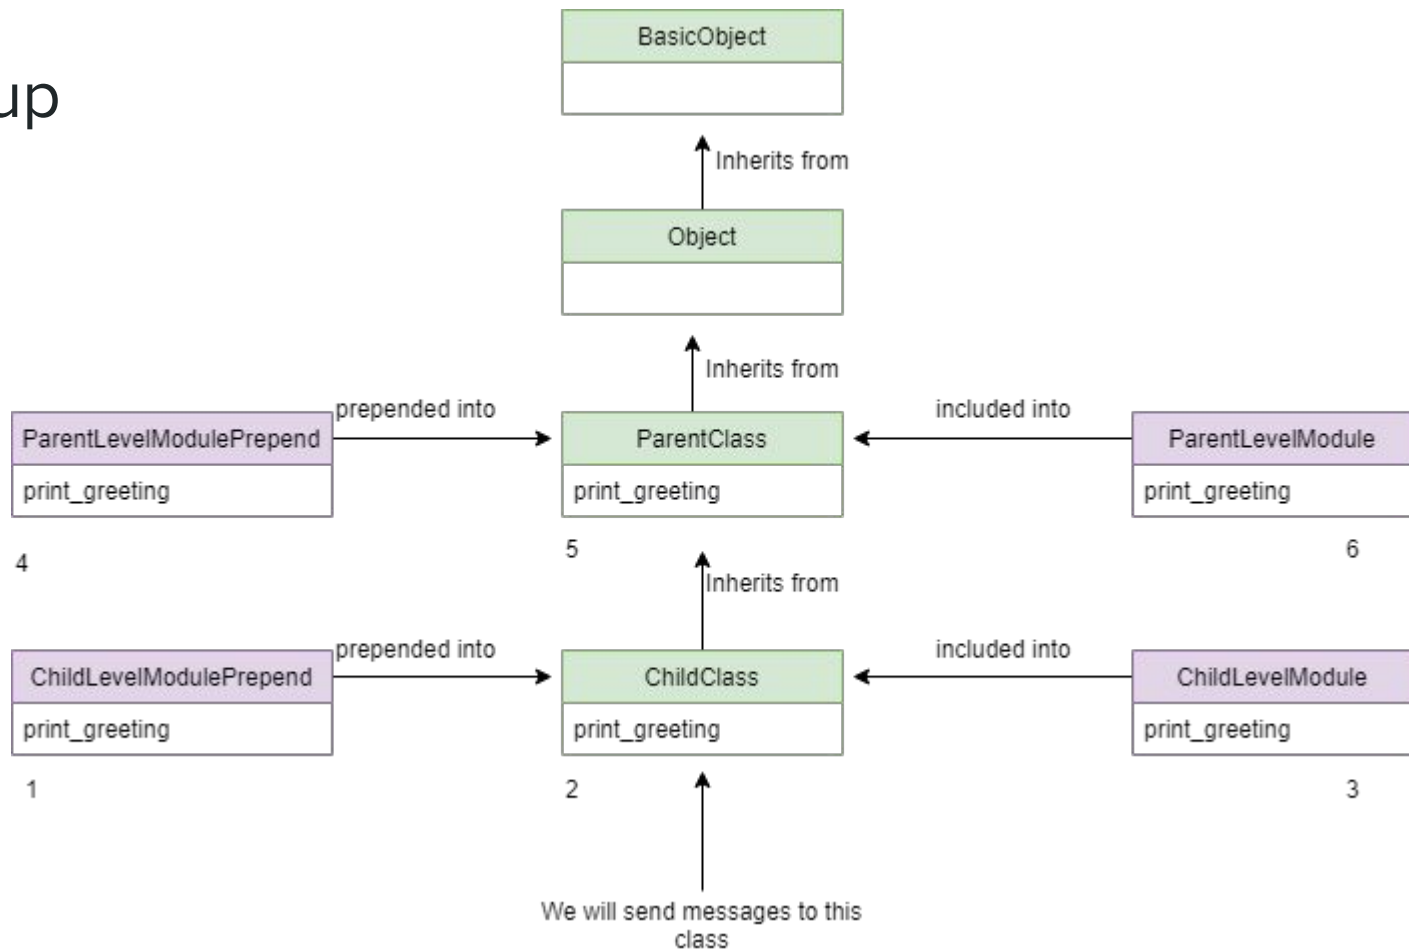 up
BasicObject
Inherits from
Object
Inherits from
prepended into
included into
ParentLevelModulePrepend
ParentClass
ParentLevelModule
print_greeting
print_greeting
print_greeting
4
5
6
Inherits from
prepended into
included into
ChildLevelModulePrepend
ChildClass
ChildLevelModule
print_greeting
print_greeting
print_greeting
1
2
3
We will send messages to this
class